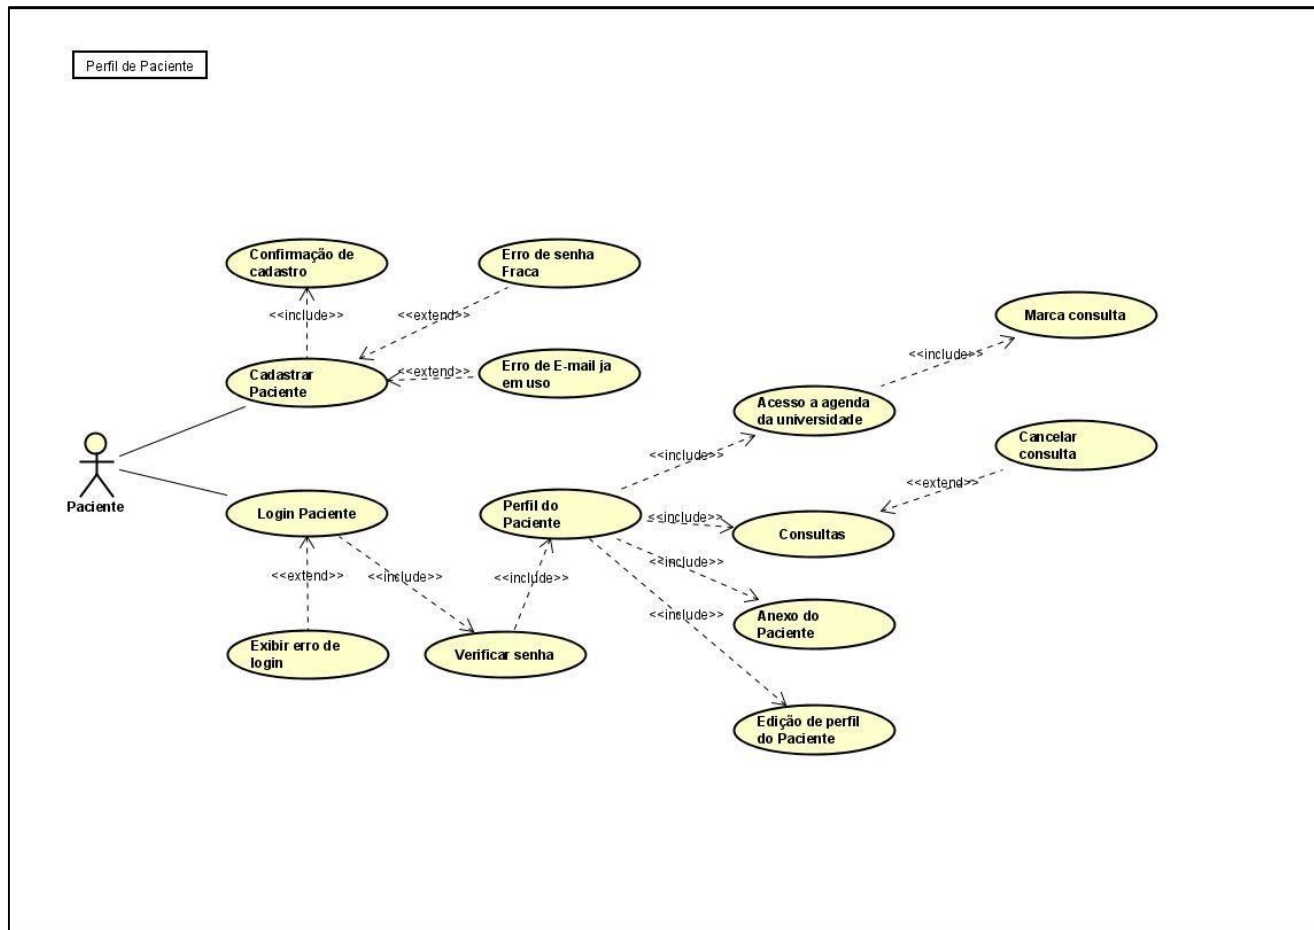 Perfil de Paciente
Confirmação de
cadastro
Erro de senha
Fraca
<<include>>
<<extend>>
Marca consulta
<<include>>
Cadastrar
Paciente
<<extend>>
Erro de E-mail ja
em uso
Acesso a agenda
da universidade
Cancelar
consulta
<<include>>
<<extend>>
Paciente
Login Paciente
Perfil do
Paciente
<<include>>
Consultas
<<extend>>
<<include>>
<<include>>
<<include>>
<<include>>
Anexo do
Paciente
Exibir erro de
login
Verificar senha
Edição de perfil
do Paciente